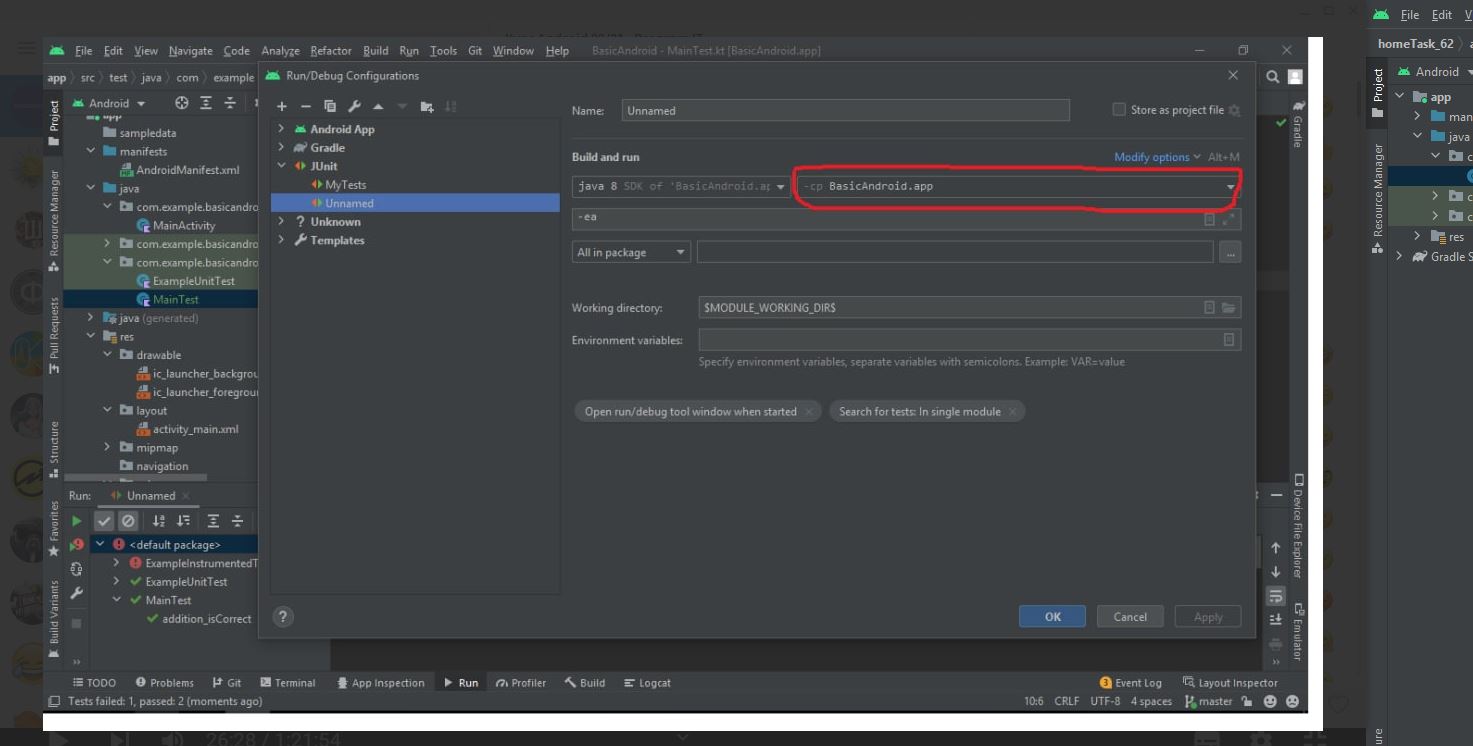 File Edit View Navigate Code Analyze Refactor Build Run Tools Git Window Help BasicAndroid - MainTest.kt [BasicAndroid.app]
app src test java com example
Android
app
sampledata
manifests
AndroidManifest.xml
java
com.example.basicandro
MainActivity
com.example.basicandro
com.example.basicandro
ExampleUnitTest
MainTest
java (generated)
res
drawable
ic_launcher_backgrou
ic_launcher_foregrour
layout
activity_main.xml
mipmap
navigation
Project
Resource Manager
Pull Requests
Structure
Favorites
Build Variants
Run/Debug Configurations
Android App
Gradle
JUnit
MyTests
Unnamed
Unknown
Templates
Name: Unnamed Store as project file
Build and run Modify options Alt+M
java 8 SDK of 'BasicAndroid.ap -cp BasicAndroid.app
-ea
All in package ...
Working directory: $MODULE_WORKING_DIR$
Environment variables:
Specify environment variables, separate variables with semicolons. Example: VAR=value
Open run/debug tool window when started × Search for tests: In single module ×
? OK Cancel Apply
Gradle
Device File Explorer
Emulator
Run: Unnamed
<default package>
ExampleInstrumentedT
ExampleUnitTest
MainTest
addition_isCorrect
TODO Problems Git Terminal App Inspection Run Profiler Build Logcat Event Log Layout Inspector
Tests failed: 1, passed: 2 (moments ago) 10:6 CRLF UTF-8 4 spaces master
26:28 / 1:21:54
File Edit V
homeTask_62
Project
Resource Manager
Android
app
man
java
c
c
c
res
Gradle S
ure